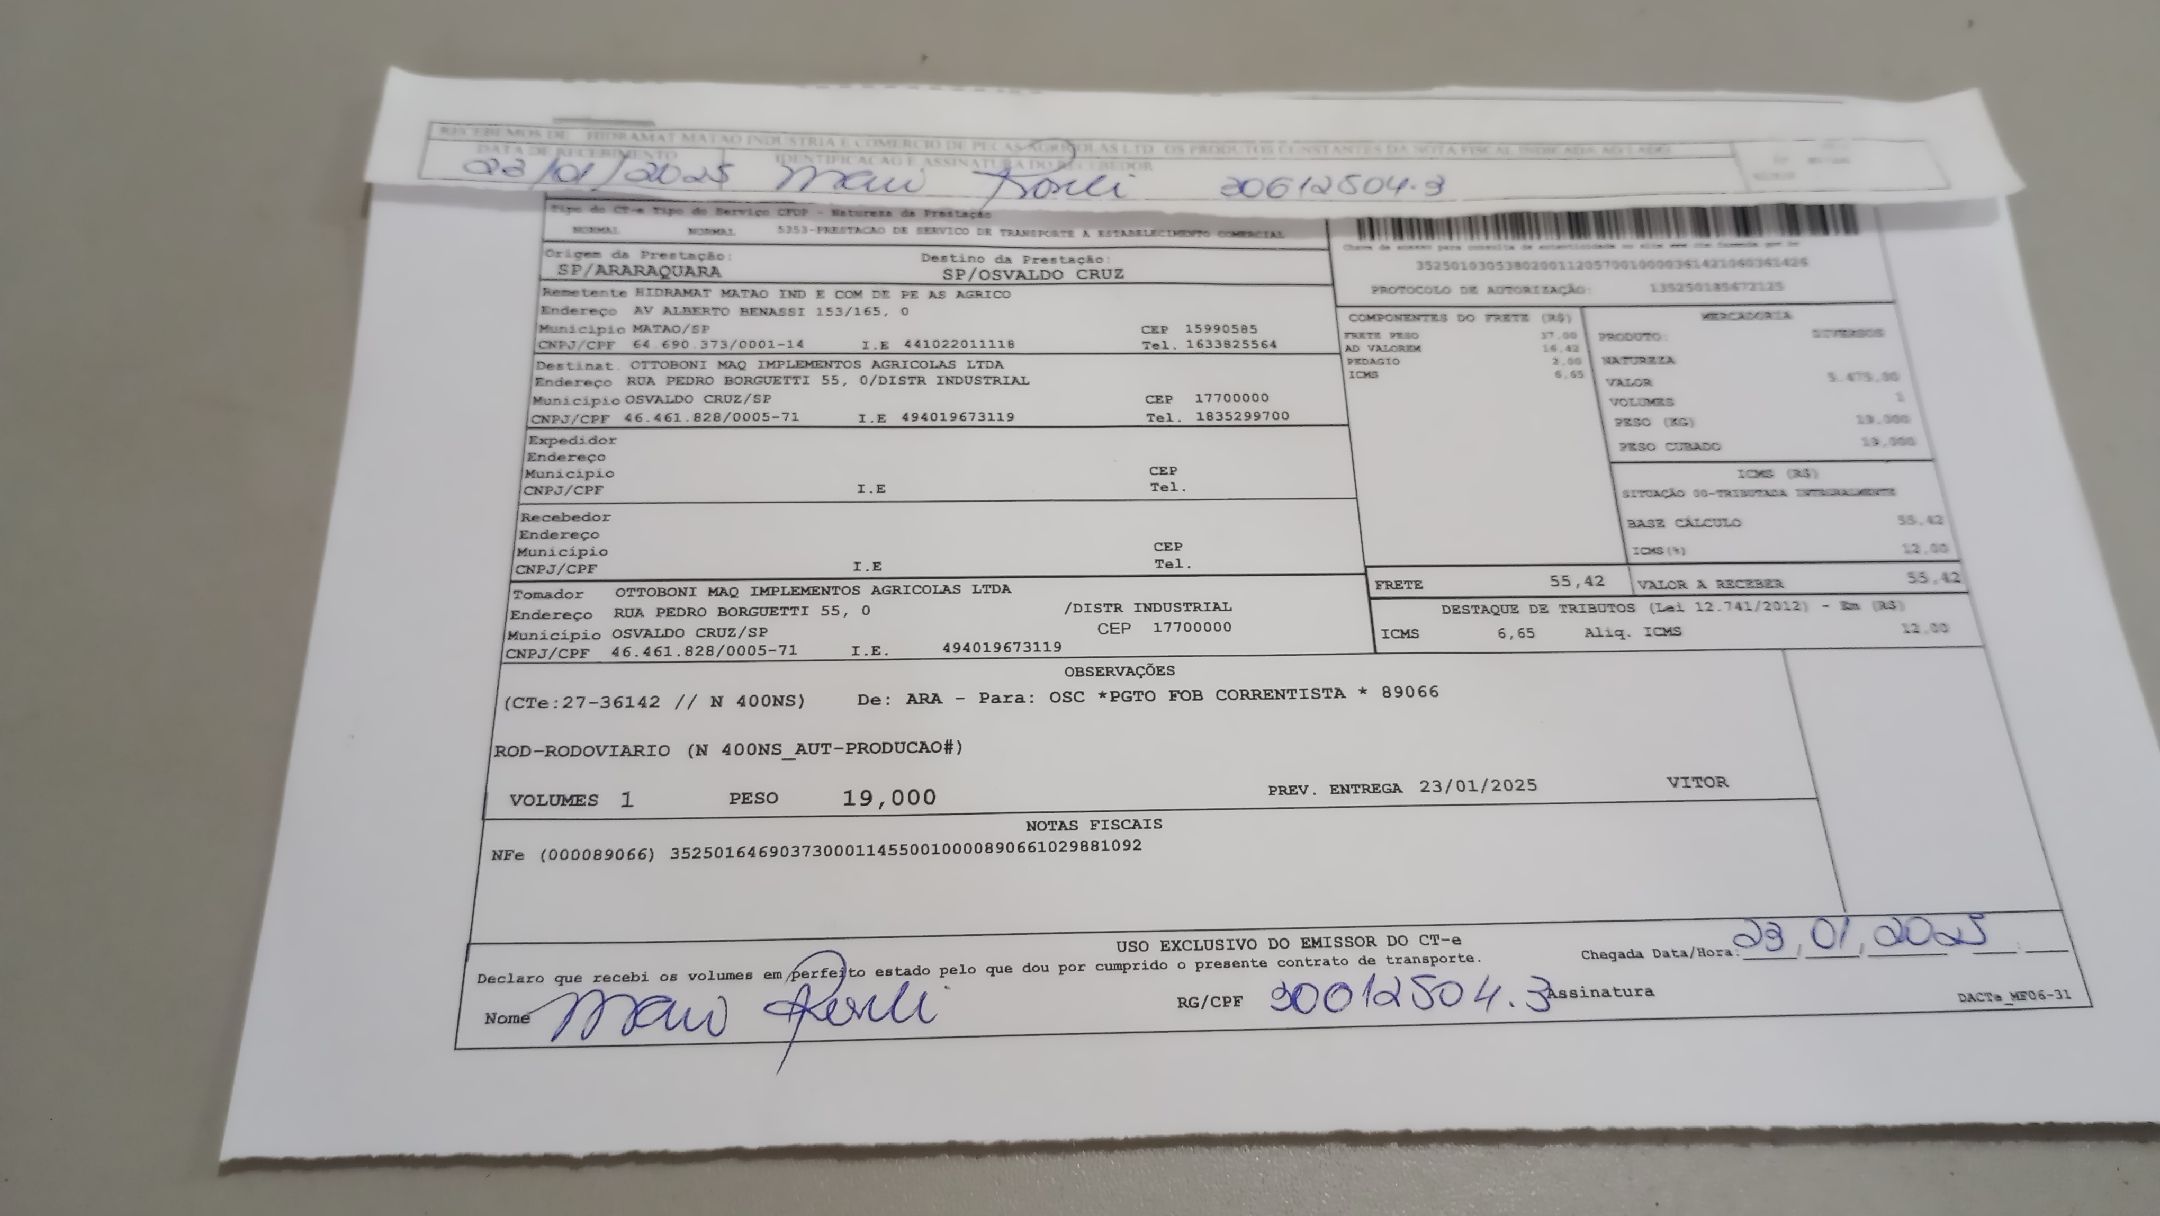 RECEBEMOS DE HIDRAMAT MATAO INDUSTRIA E COMERCIO DE PECAS AGRICOLAS LTD OS PRODUTOS CONSTANTES DA NOTA FISCAL INDICADA AO LADO
DATA DE RECEBIMENTO IDENTIFICACAO E ASSINATURA DO RECEBEDOR
23/01/2025
Tipo do CT-e Tipo do Serviço CFOP - Natureza da Prestação
NORMAL NORMAL 5353-PRESTACAO DE SERVICO DE TRANSPORTE A ESTABELECIMENTO COMERCIAL
Origem da Prestação: Destino da Prestação:
SP/ARARAQUARA SP/OSVALDO CRUZ
Remetente HIDRAMAT MATAO IND E COM DE PE AS AGRICO
Endereço AV ALBERTO BENASSI 153/165, 0
Município MATAO/SP CEP 15990585
CNPJ/CPF 64.690.373/0001-14 I.E 441022011118 Tel. 1633825564
Destinat. OTTOBONI MAQ IMPLEMENTOS AGRICOLAS LTDA
Endereço RUA PEDRO BORGUETTI 55, 0/DISTR INDUSTRIAL
Município OSVALDO CRUZ/SP CEP 17700000
CNPJ/CPF 46.461.828/0005-71 I.E 494019673119 Tel. 1835299700
Expedidor
Endereço
Município CEP
CNPJ/CPF I.E Tel.
Recebedor
Endereço
Município CEP
CNPJ/CPF I.E Tel.
Tomador OTTOBONI MAQ IMPLEMENTOS AGRICOLAS LTDA
Endereço RUA PEDRO BORGUETTI 55, 0 /DISTR INDUSTRIAL
Município OSVALDO CRUZ/SP CEP 17700000
CNPJ/CPF 46.461.828/0005-71 I.E. 494019673119
PROTOCOLO DE AUTORIZAÇÃO: 135250185672125
COMPONENTES DO FRETE (R$)
FRETE PESO 37,00
AD VALOREM 16,42
PEDAGIO 2,00
ICMS 6,65
MERCADORIA
PRODUTO: DIVERSOS
NATUREZA
VALOR 5.475,00
VOLUMES 1
PESO (KG) 19,000
PESO CUBADO 19,000
ICMS (R$)
SITUAÇÃO 00-TRIBUTADA INTEGRALMENTE
BASE CÁLCULO 55,42
ICMS(%) 12,00
FRETE 55,42 VALOR A RECEBER 55,42
DESTAQUE DE TRIBUTOS (Lei 12.741/2012) - Em (R$)
ICMS 6,65 Aliq. ICMS 12,00
OBSERVAÇÕES
(CTe:27-36142 // N 400NS) De: ARA - Para: OSC *PGTO FOB CORRENTISTA * 89066
ROD-RODOVIARIO (N 400NS_AUT-PRODUCAO#)
VOLUMES 1 PESO 19,000 PREV. ENTREGA 23/01/2025 VITOR
NOTAS FISCAIS
NFe (000089066) 35250164690373000114550010000890661029881092
USO EXCLUSIVO DO EMISSOR DO CT-e
Declaro que recebi os volumes em perfeito estado pelo que dou por cumprido o presente contrato de transporte.
Chegada Data/Hora: 23,01,2025 :
Nome RG/CPF Assinatura
DACTe_MF06-31